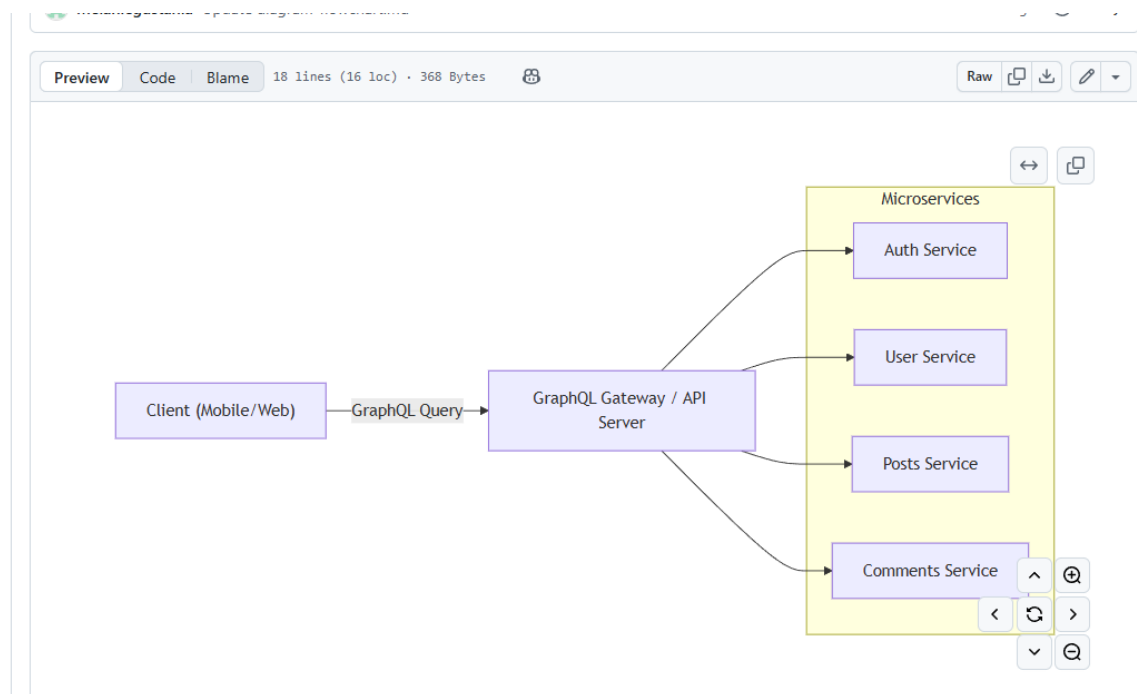 Preview Code Blame 18 lines (16 loc) · 368 Bytes Raw
Microservices
Auth Service
User Service
Client (Mobile/Web)
GraphQL Query
GraphQL Gateway / API
Server
Posts Service
Comments Service